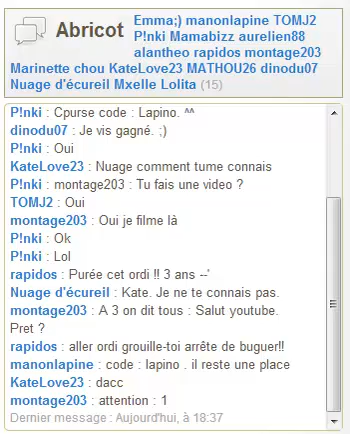 Abricot
Emma;) manonlapine TOMJ2
P!nki Mamabizz aurelien88
alantheo rapidos montage203
Marinette chou KateLove23 MATHOU26 dinodu07
Nuage d'écureil Mxelle Lolita (15)
P!nki : Cpurse code : Lapino. ^^
dinodu07 : Je vis gagné. ;)
P!nki : Oui
KateLove23 : Nuage comment tume connais
P!nki : montage203 : Tu fais une video ?
TOMJ2 : Oui
montage203 : Oui je filme là
P!nki : Ok
P!nki : Lol
rapidos : Purée cet ordi !! 3 ans --'
Nuage d'écureil : Kate. Je ne te connais pas.
montage203 : A 3 on dit tous : Salut youtube.
Pret ?
rapidos : aller ordi grouille-toi arrête de buguer!!
manonlapine : code : lapino . il reste une place
KateLove23 : dacc
montage203 : attention : 1
Dernier message : Aujourd'hui, à 18:37